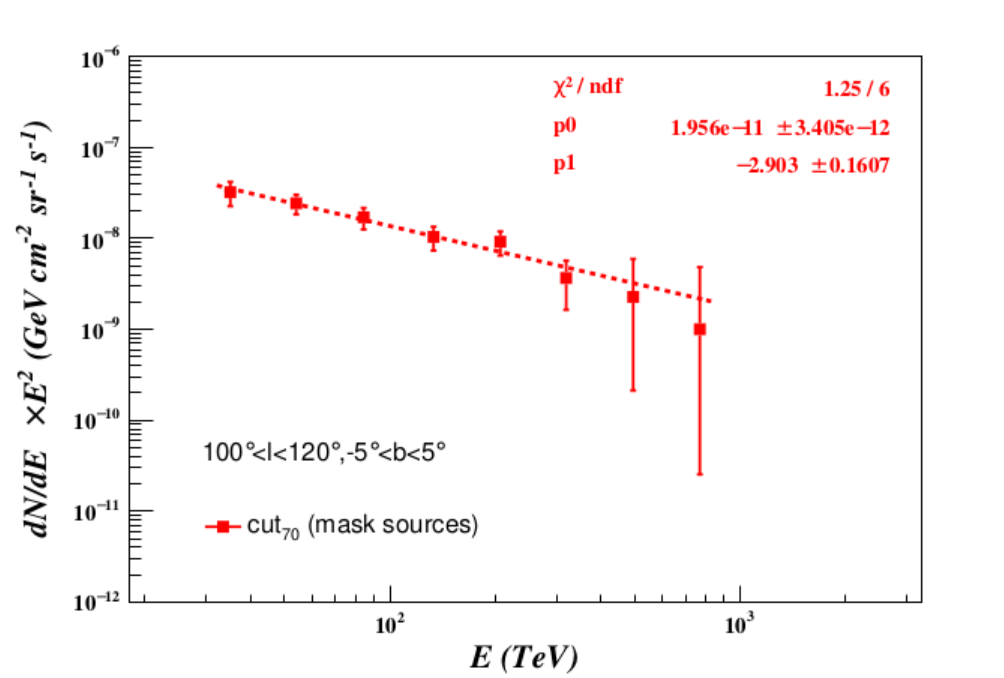 10⁻⁶
10⁻⁷
10⁻⁸
10⁻⁹
10⁻¹⁰
10⁻¹¹
10⁻¹²
dN/dE ×E² (GeV cm⁻² sr⁻¹ s⁻¹)
χ² / ndf 1.25 / 6
p0 1.956e−11 ±3.405e−12
p1 −2.903 ±0.1607
100°<l<120°,-5°<b<5°
cut₇₀ (mask sources)
10² 10³
E (TeV)